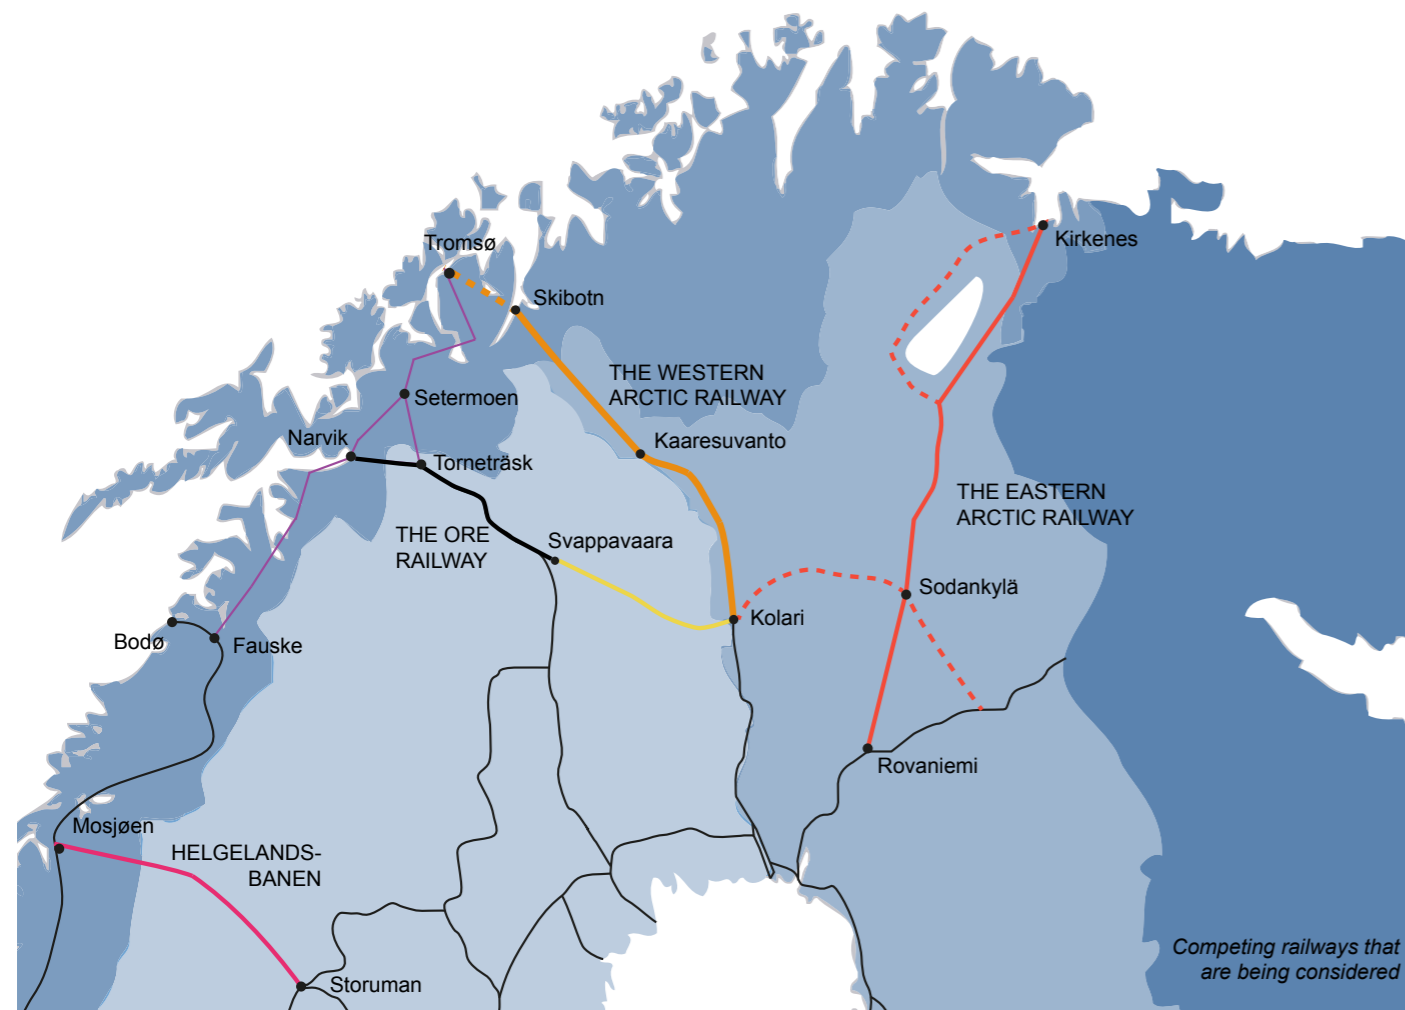 Tromsø
Kirkenes
Skibotn
THE WESTERN
ARCTIC RAILWAY
Setermoen
Narvik
Kaaresuvanto
Torneträsk
THE EASTERN
ARCTIC RAILWAY
THE ORE
RAILWAY
Svappavaara
Sodankylä
Kolari
Bodø
Fauske
Rovaniemi
Mosjøen
HELGELANDS-
BANEN
Storuman
Competing railways that
are being considered